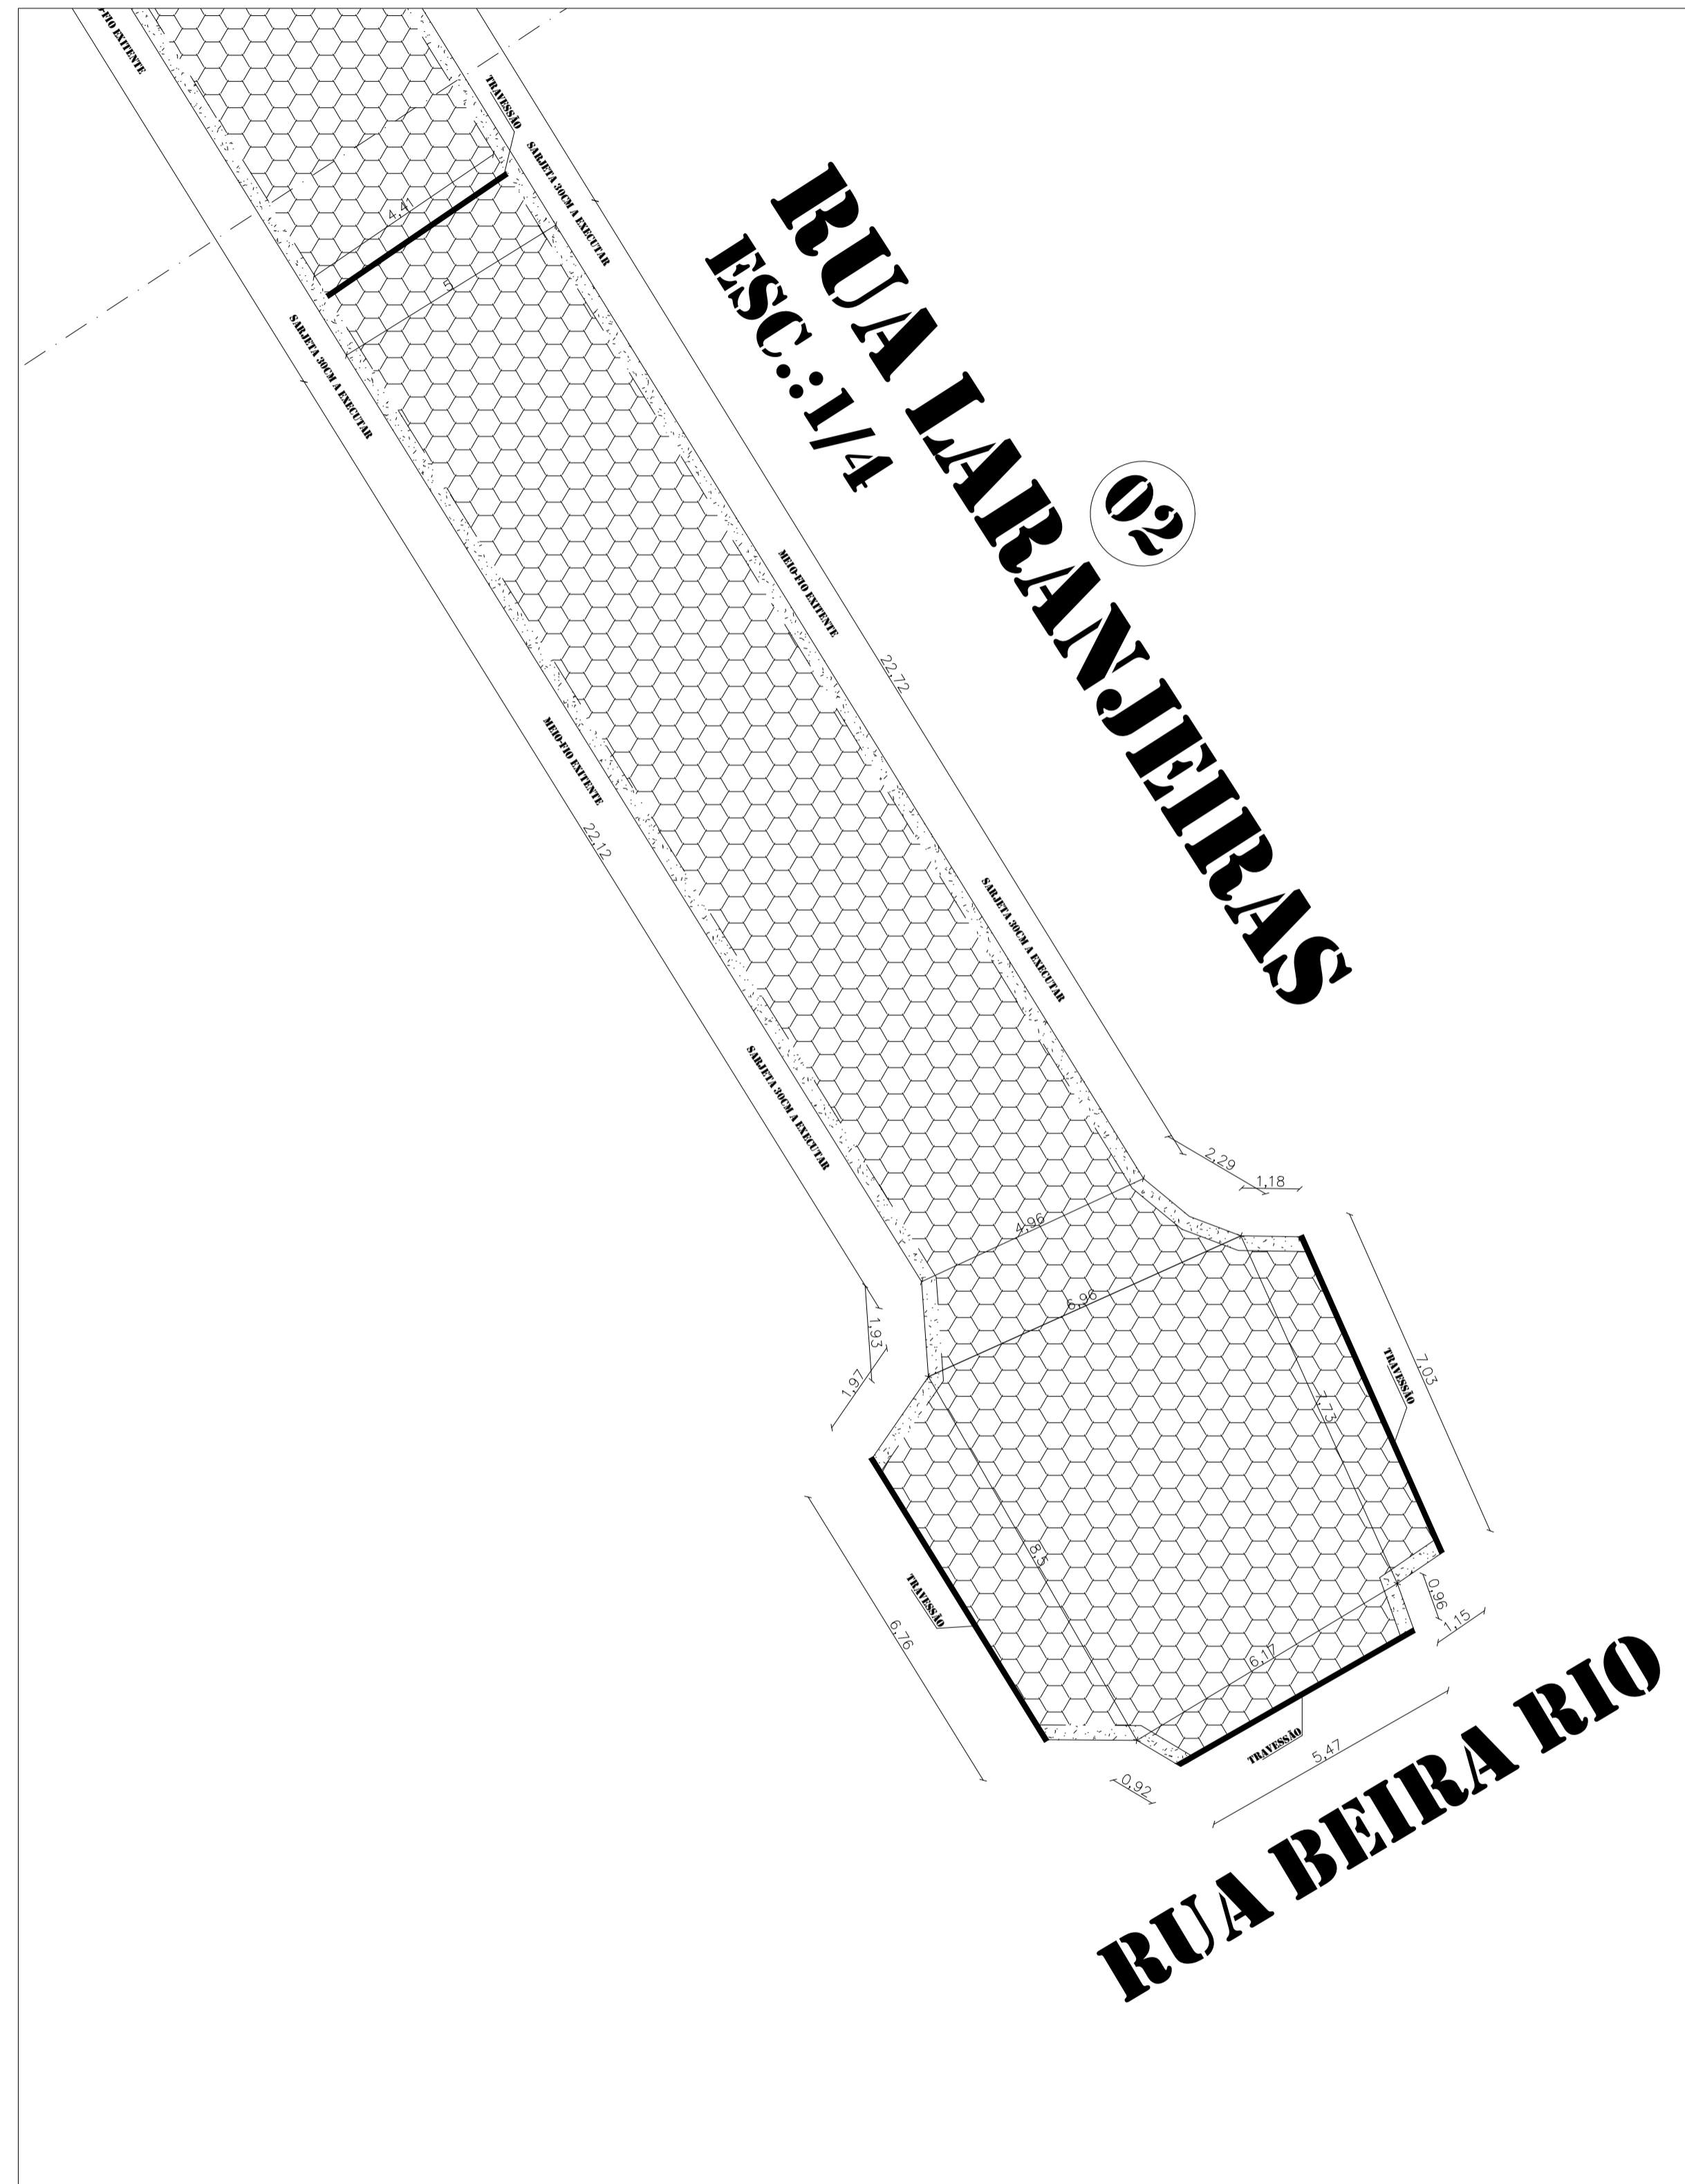 -FIO EXITENTE
TRAVESSÃO
SARJETA 30CM A EXECUTAR
4,41
5
SARJETA 30CM A EXECUTAR
RUA LARANJEIRAS
ESC.:1/4
02
MEIO-FIO EXITENTE
22,72
MEIO-FIO EXITENTE
22,12
SARJETA 30CM A EXECUTAR
SARJETA 30CM A EXECUTAR
2,29
1,18
4,96
6,96
1,93
1,97
7,03
TRAVESSÃO
7,73
8,5
TRAVESSÃO
6,76
0,96
1,15
6,17
TRAVESSÃO
5,47
0,92
RUA BEIRA RIO